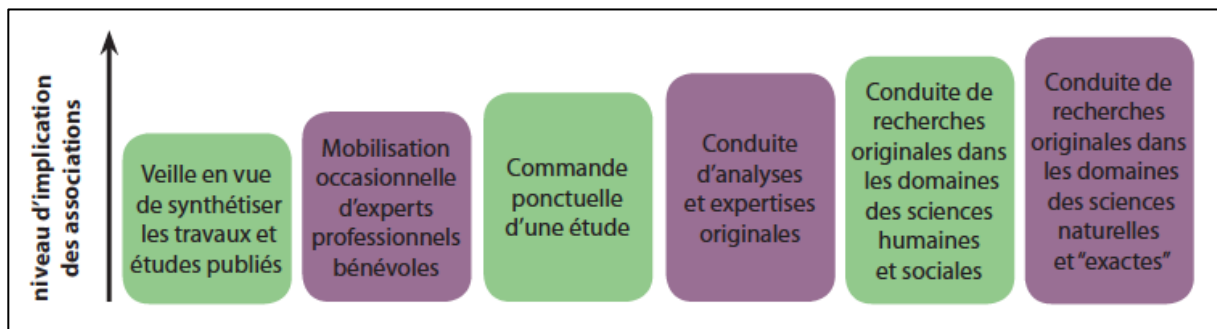 niveau d’implication
des associations
Veille en vue
de synthétiser
les travaux et
études publiés
Mobilisation
occasionnelle
d’experts
professionnels
bénévoles
Commande
ponctuelle
d’une étude
Conduite
d’analyses
et expertises
originales
Conduite de
recherches
originales dans
les domaines
des sciences
humaines
et sociales
Conduite de
recherches
originales dans
les domaines
des sciences
naturelles
et “exactes”